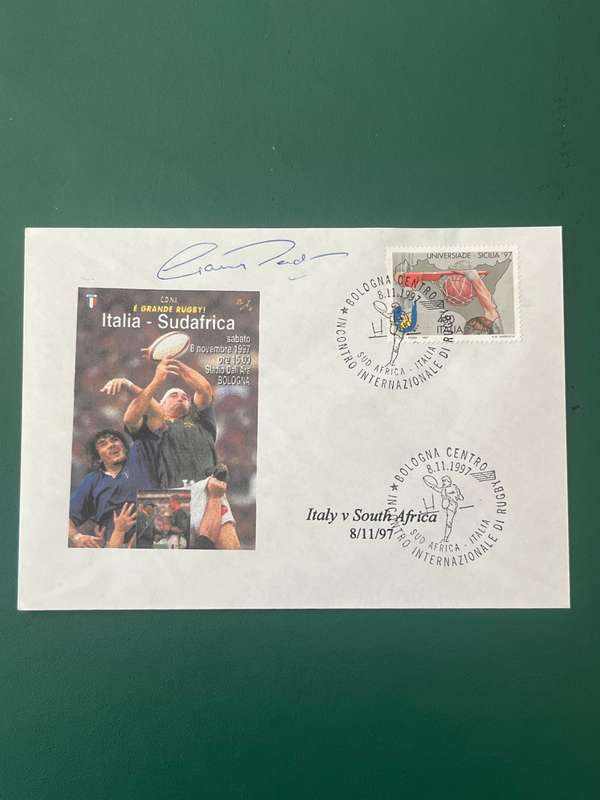 C.O.N.I.
È GRANDE RUGBY!
Italia - Sudafrica
sabato
8 novembre 1997
ore 15.00
Stadio Dall'Ara
BOLOGNA
UNIVERSIADE - SICILIA '97
ITALIA
BOLOGNA CENTRO
8.11.1997
SUD AFRICA - ITALIA
INCONTRO INTERNAZIONALE DI RUGBY
Italy v South Africa
8/11/97
BOLOGNA CENTRO
8.11.1997
SUD AFRICA - ITALIA
INCONTRO INTERNAZIONALE DI RUGBY